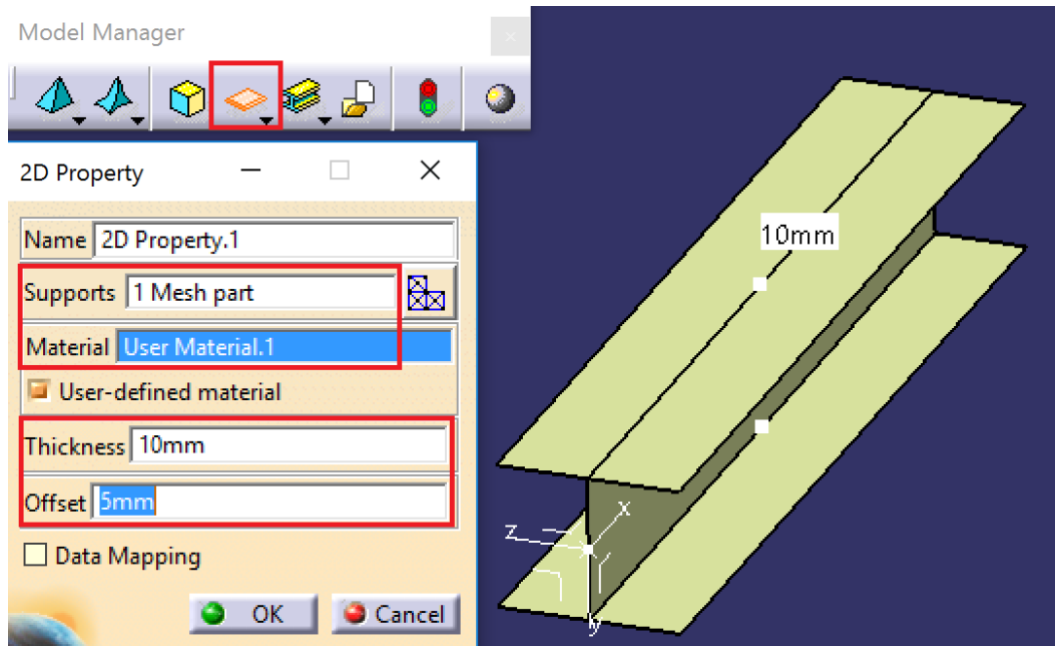 Model Manager
2D Property
Name 2D Property.1
Supports 1 Mesh part
Material User Material.1
User-defined material
Thickness 10mm
Offset 5mm
Data Mapping
OK Cancel
10mm
x
z
y